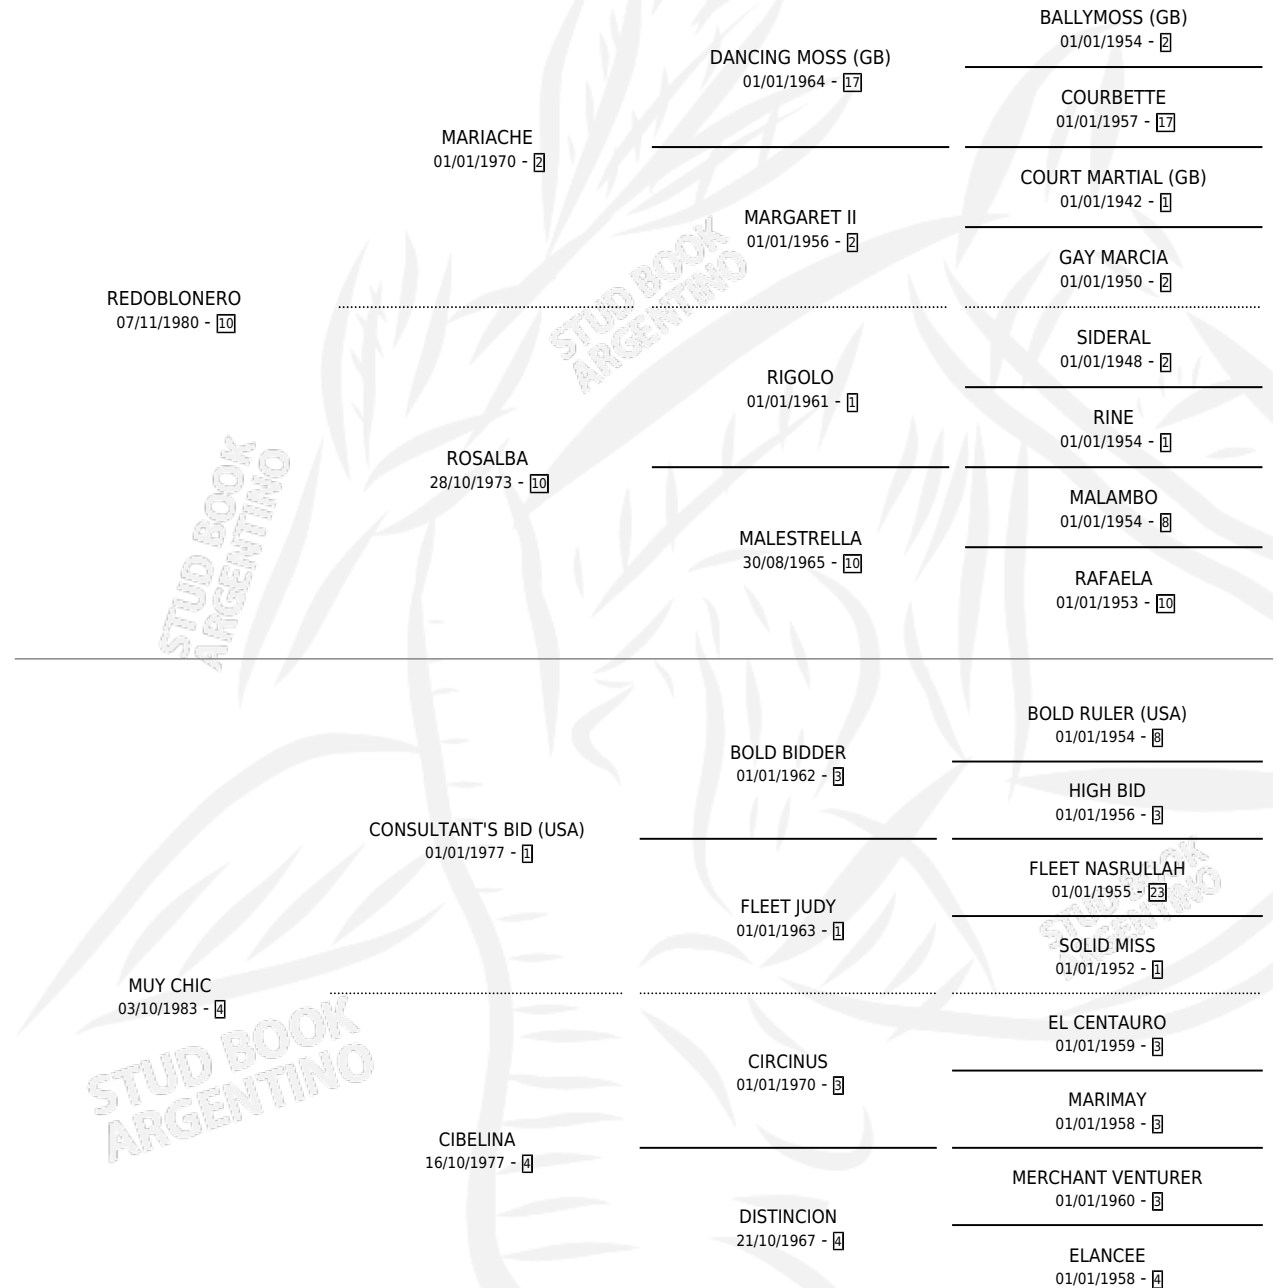 BALLYMOSS (GB)
01/01/1954 - 2
DANCING MOSS (GB)
01/01/1964 - 17
COURBETTE
01/01/1957 - 17
MARIACHE
01/01/1970 - 2
COURT MARTIAL (GB)
01/01/1942 - 1
MARGARET II
01/01/1956 - 2
GAY MARCIA
01/01/1950 - 2
REDOBLONERO
07/11/1980 - 10
SIDERAL
01/01/1948 - 2
RIGOLO
01/01/1961 - 1
RINE
01/01/1954 - 1
ROSALBA
28/10/1973 - 10
MALAMBO
01/01/1954 - 8
MALESTRELLA
30/08/1965 - 10
RAFAELA
01/01/1953 - 10
STUD BOOK
ARGENTINO
STUD BOOK
ARGENTINO
BOLD RULER (USA)
01/01/1954 - 8
BOLD BIDDER
01/01/1962 - 3
HIGH BID
01/01/1956 - 3
CONSULTANT'S BID (USA)
01/01/1977 - 1
FLEET NASRULLAH
01/01/1955 - 23
FLEET JUDY
01/01/1963 - 1
SOLID MISS
01/01/1952 - 1
MUY CHIC
03/10/1983 - 4
EL CENTAURO
01/01/1959 - 3
CIRCINUS
01/01/1970 - 3
MARIMAY
01/01/1958 - 3
CIBELINA
16/10/1977 - 4
MERCHANT VENTURER
01/01/1960 - 3
DISTINCION
21/10/1967 - 4
ELANCEE
01/01/1958 - 4
STUD BOOK
ARGENTINO
STUD BOOK
ARGENTINO